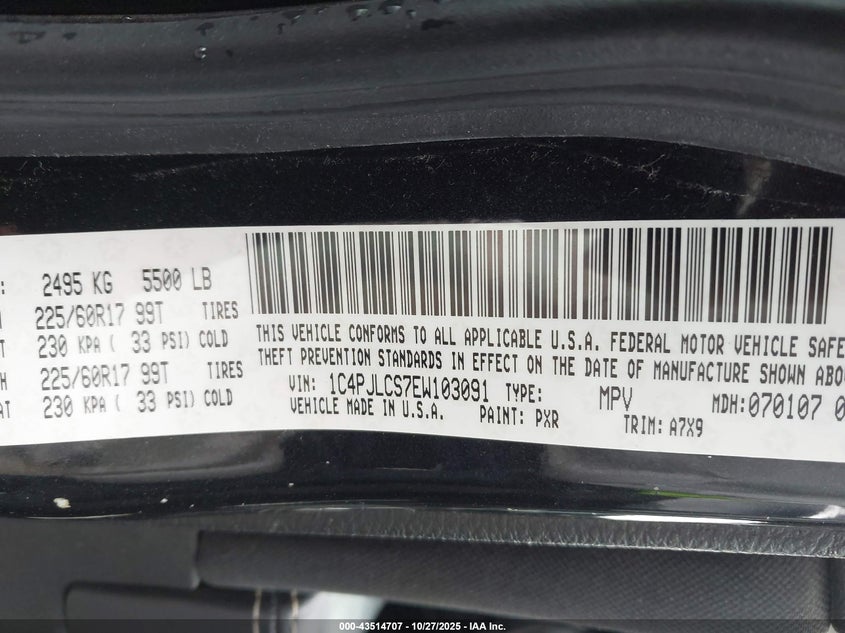 : 2495 KG 5500 LB
225/60R17 99T TIRES
T 230 KPA ( 33 PSI) COLD
H 225/60R17 99T TIRES
AT 230 KPA ( 33 PSI) COLD
THIS VEHICLE CONFORMS TO ALL APPLICABLE U.S.A. FEDERAL MOTOR VEHICLE SAFE
THEFT PREVENTION STANDARDS IN EFFECT ON THE DATE OF MANUFACTURE SHOWN ABO
VIN: 1C4PJLCS7EW103091 TYPE: MPV MDH:070107 0
VEHICLE MADE IN U.S.A. PAINT: PXR TRIM: A7X9
000-43514707 - 10/27/2025 - IAA Inc.